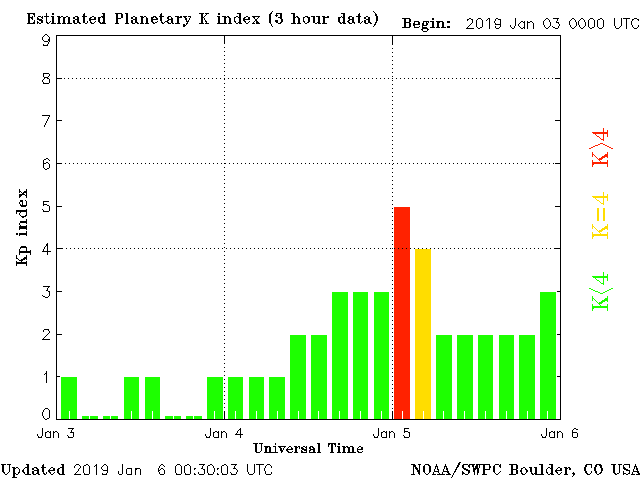 Estimated Planetary K index (3 hour data) Begin: 2019 Jan 03 0000 UTC
9
8
7
6
5
4
3
2
1
0
Kp index
K>4
K=4
K<4
Jan 3 Jan 4 Jan 5 Jan 6
Universal Time
Updated 2019 Jan 6 00:30:03 UTC NOAA/SWPC Boulder, CO USA